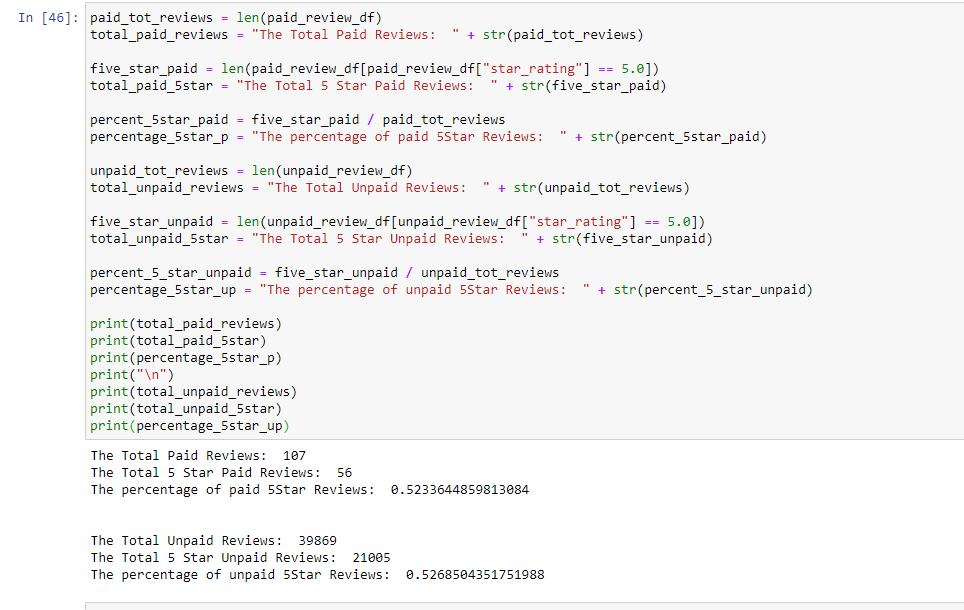 In [46]:
paid_tot_reviews = len(paid_review_df)
total_paid_reviews = "The Total Paid Reviews:  " + str(paid_tot_reviews)
five_star_paid = len(paid_review_df[paid_review_df["star_rating"] == 5.0])
total_paid_5star = "The Total 5 Star Paid Reviews:  " + str(five_star_paid)
percent_5star_paid = five_star_paid / paid_tot_reviews
percentage_5star_p = "The percentage of paid 5Star Reviews:  " + str(percent_5star_paid)
unpaid_tot_reviews = len(unpaid_review_df)
total_unpaid_reviews = "The Total Unpaid Reviews:  " + str(unpaid_tot_reviews)
five_star_unpaid = len(unpaid_review_df[unpaid_review_df["star_rating"] == 5.0])
total_unpaid_5star = "The Total 5 Star Unpaid Reviews:  " + str(five_star_unpaid)
percent_5_star_unpaid = five_star_unpaid / unpaid_tot_reviews
percentage_5star_up = "The percentage of unpaid 5Star Reviews:  " + str(percent_5_star_unpaid)
print(total_paid_reviews)
print(total_paid_5star)
print(percentage_5star_p)
print("\n")
print(total_unpaid_reviews)
print(total_unpaid_5star)
print(percentage_5star_up)
The Total Paid Reviews:  107
The Total 5 Star Paid Reviews:  56
The percentage of paid 5Star Reviews:  0.5233644859813084
The Total Unpaid Reviews:  39869
The Total 5 Star Unpaid Reviews:  21005
The percentage of unpaid 5Star Reviews:  0.5268504351751988